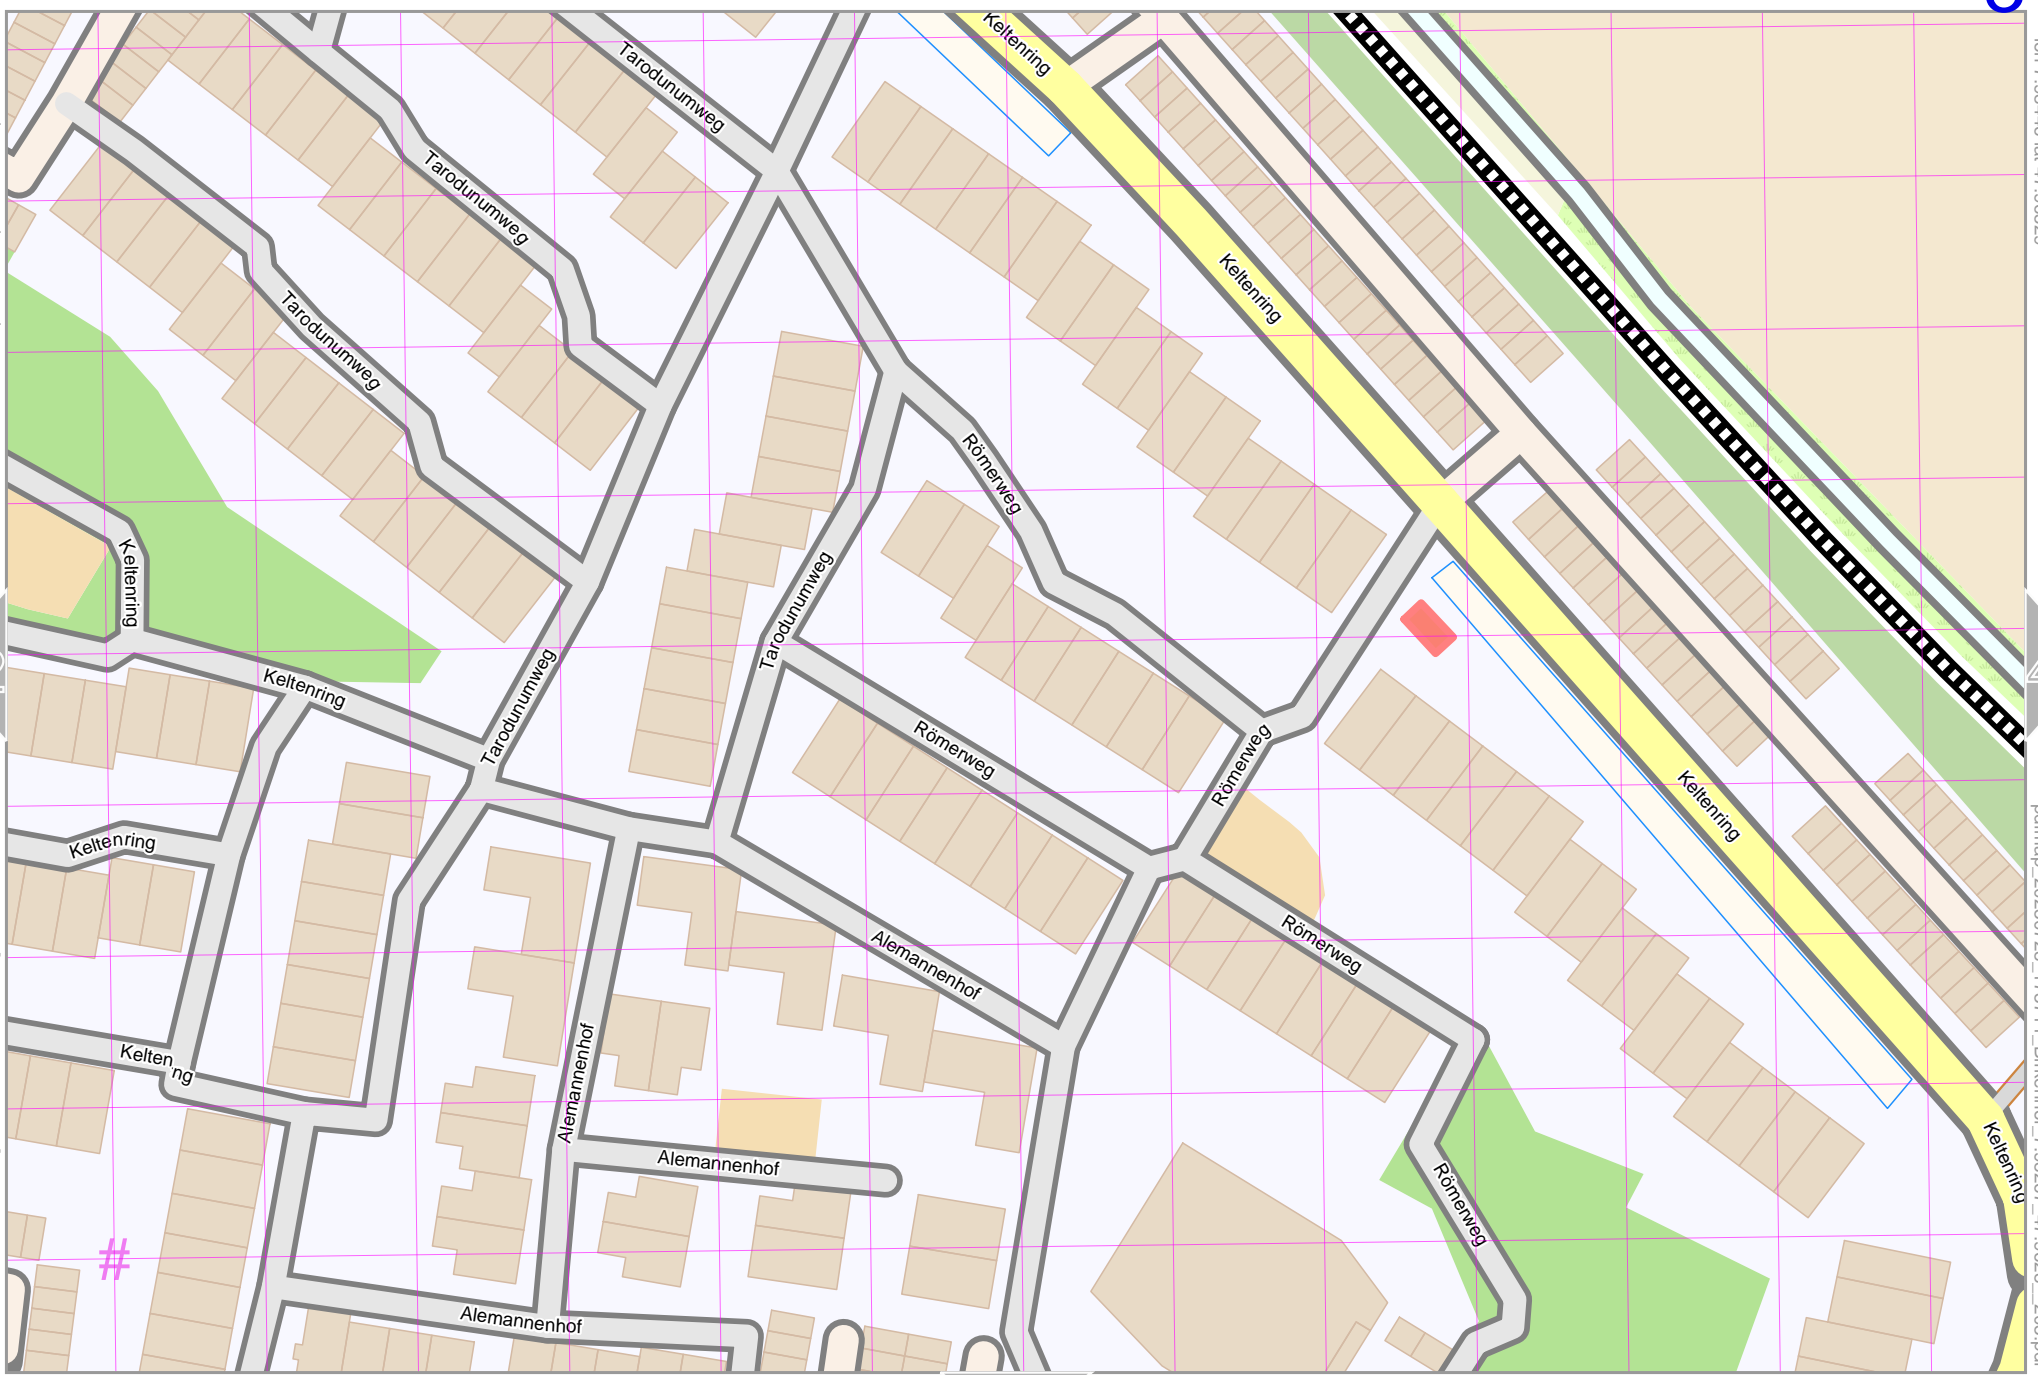 Keltenring
Tarodunumweg
Tarodunumweg
Keltenring
Tarodunumweg
Römerweg
Keltenring
Tarodunumweg
Tarodunumweg
Keltenring
Römerweg
Römerweg
Keltenring
Keltenring
Römerweg
Alemannenhof
Kelten
ng
Alemannenhof
Alemannenhof
Keltenring
Römerweg
#
Alemannenhof